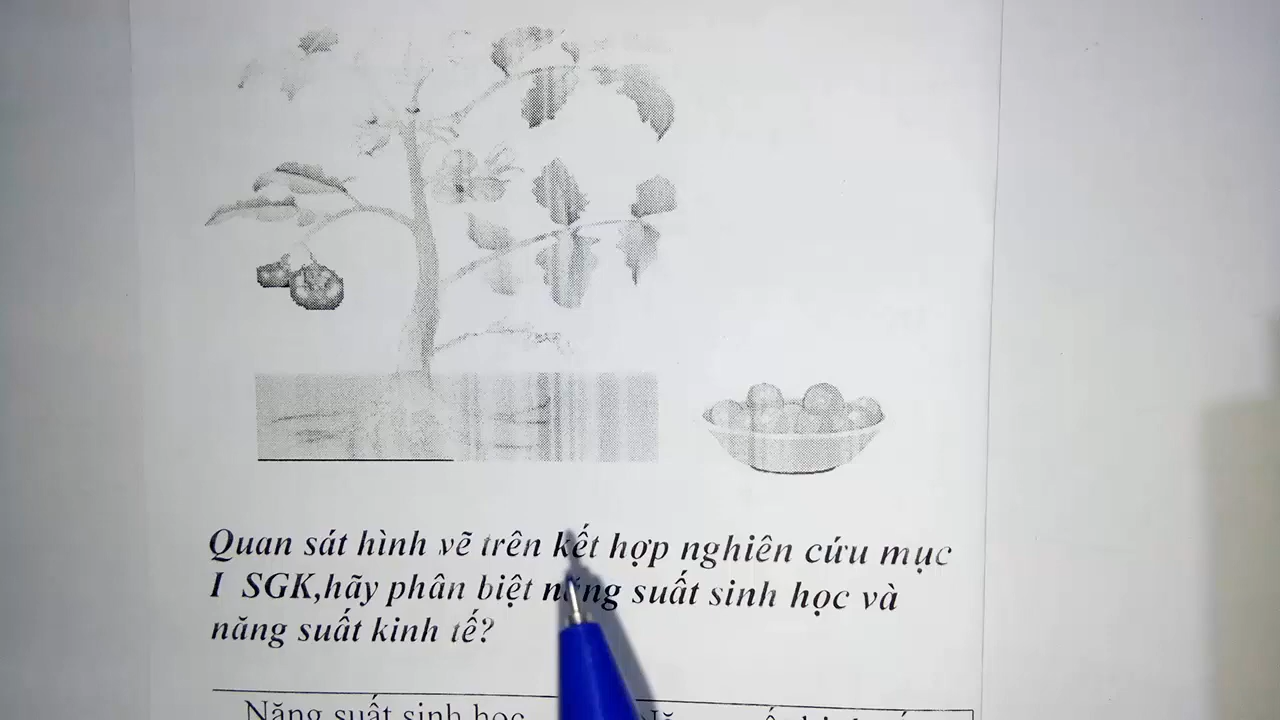 Quan sát hình vẽ trên kết hợp nghiên cứu mục
I SGK,hãy phân biệt năng suất sinh học và
năng suất kinh tế?
Năng suất sinh học